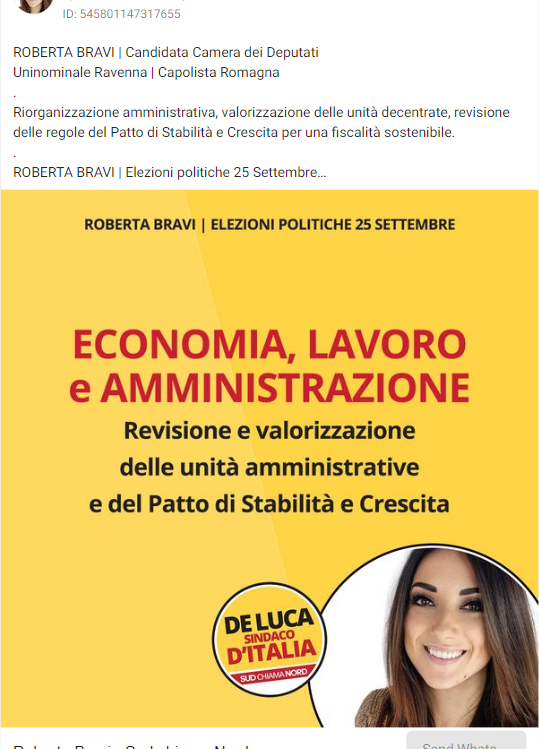 ID: 545801147317655
ROBERTA BRAVI | Candidata Camera dei Deputati
Uninominale Ravenna | Capolista Romagna
.
Riorganizzazione amministrativa, valorizzazione delle unità decentrate, revisione
delle regole del Patto di Stabilità e Crescita per una fiscalità sostenibile.
.
ROBERTA BRAVI | Elezioni politiche 25 Settembre...
ROBERTA BRAVI | ELEZIONI POLITICHE 25 SETTEMBRE
ECONOMIA, LAVORO
e AMMINISTRAZIONE
Revisione e valorizzazione
delle unità amministrative
e del Patto di Stabilità e Crescita
DE LUCA
SINDACO
D'ITALIA
SUD CHIAMA NORD
Send Whats